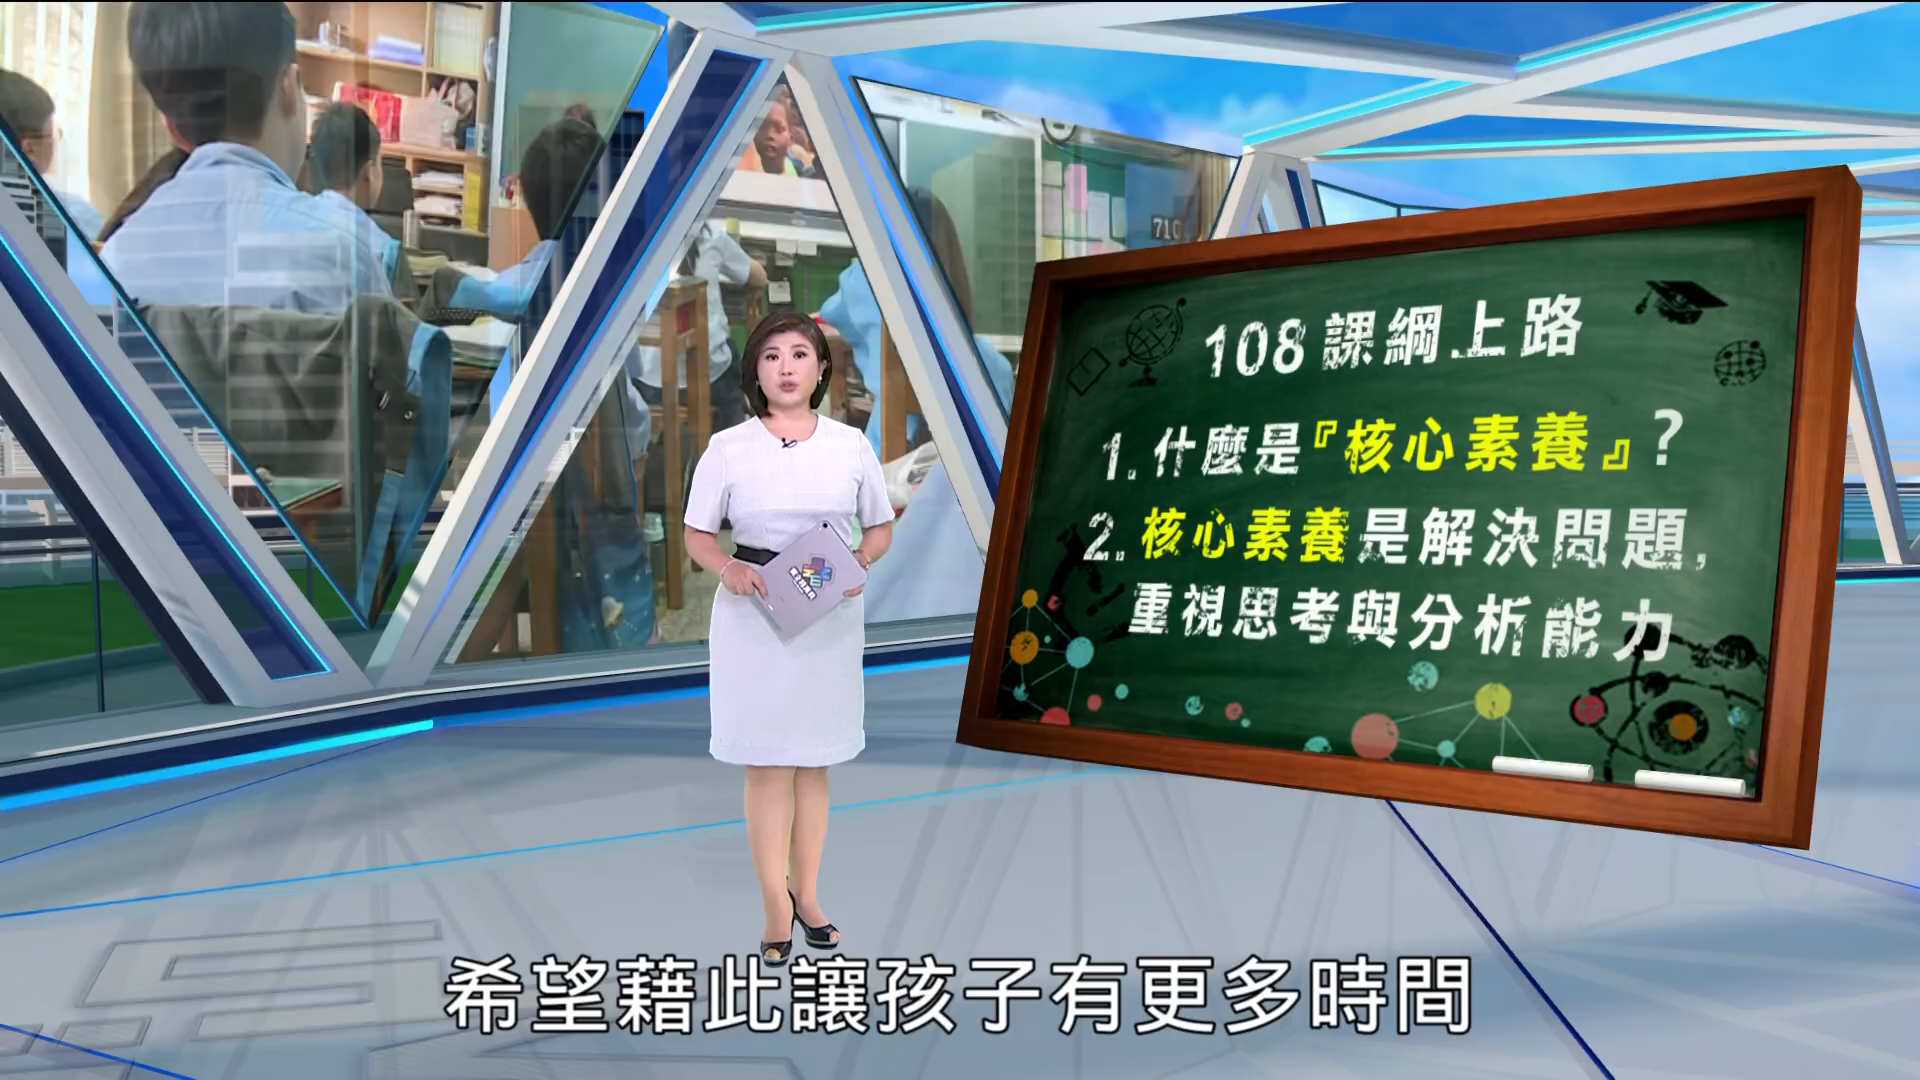 710
108課綱上路
1. 什麼是『核心素養』?
2. 核心素養是解決問題,
重視思考與分析能力
希望藉此讓孩子有更多時間